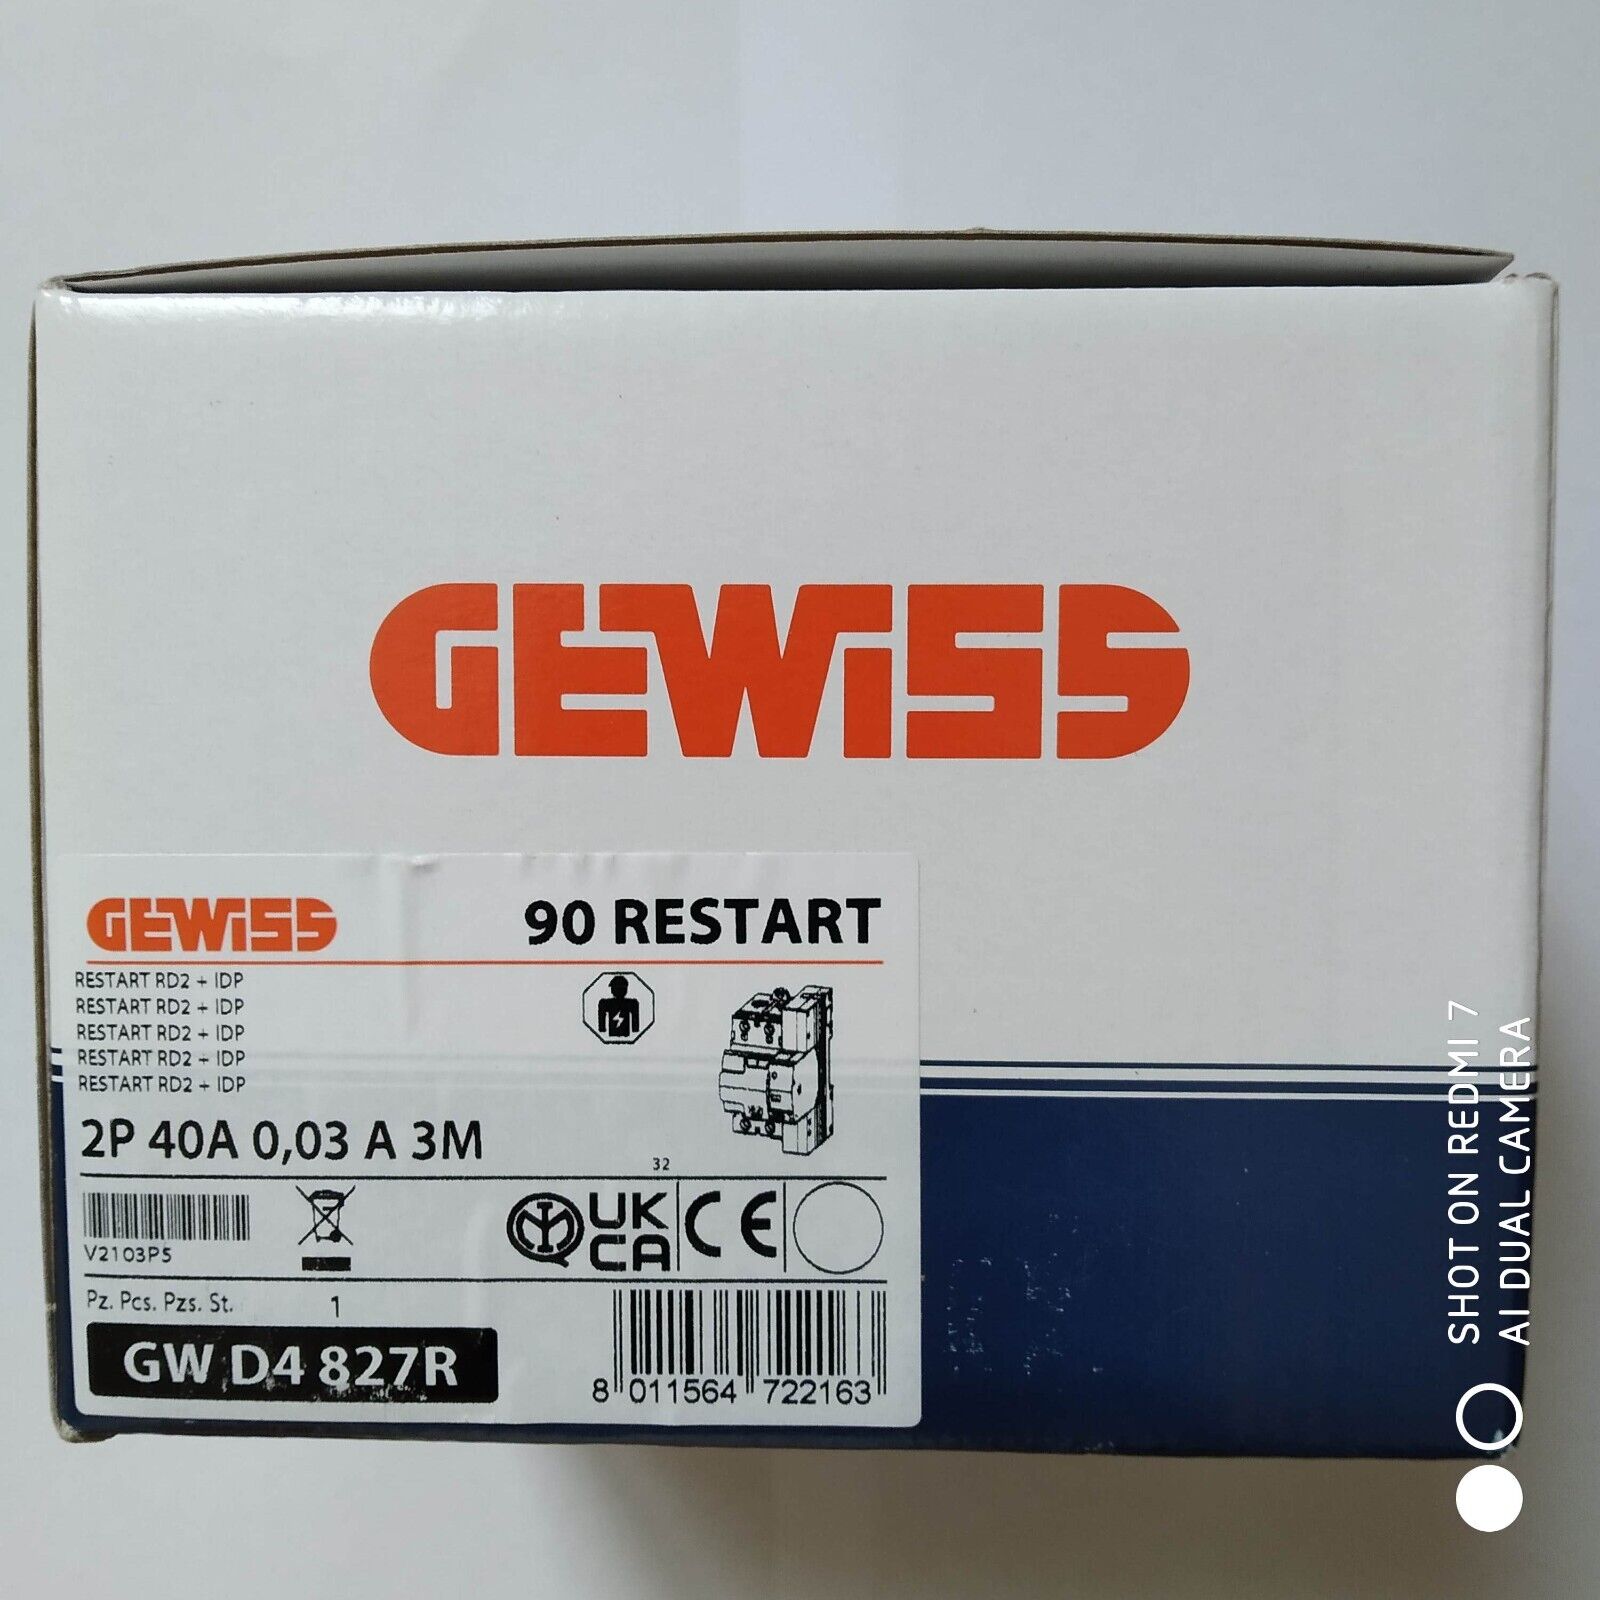 GEWISS
GEWISS
90 RESTART
RESTART RD2 + IDP
RESTART RD2 + IDP
RESTART RD2 + IDP
RESTART RD2 + IDP
RESTART RD2 + IDP
2P 40A 0,03 A 3M
32
V2103P5
UK
CA
CE
Pz. Pcs. Pzs. St. 1
GW D4 827R
8 011564 722163
SHOT ON REDMI 7
AI DUAL CAMERA